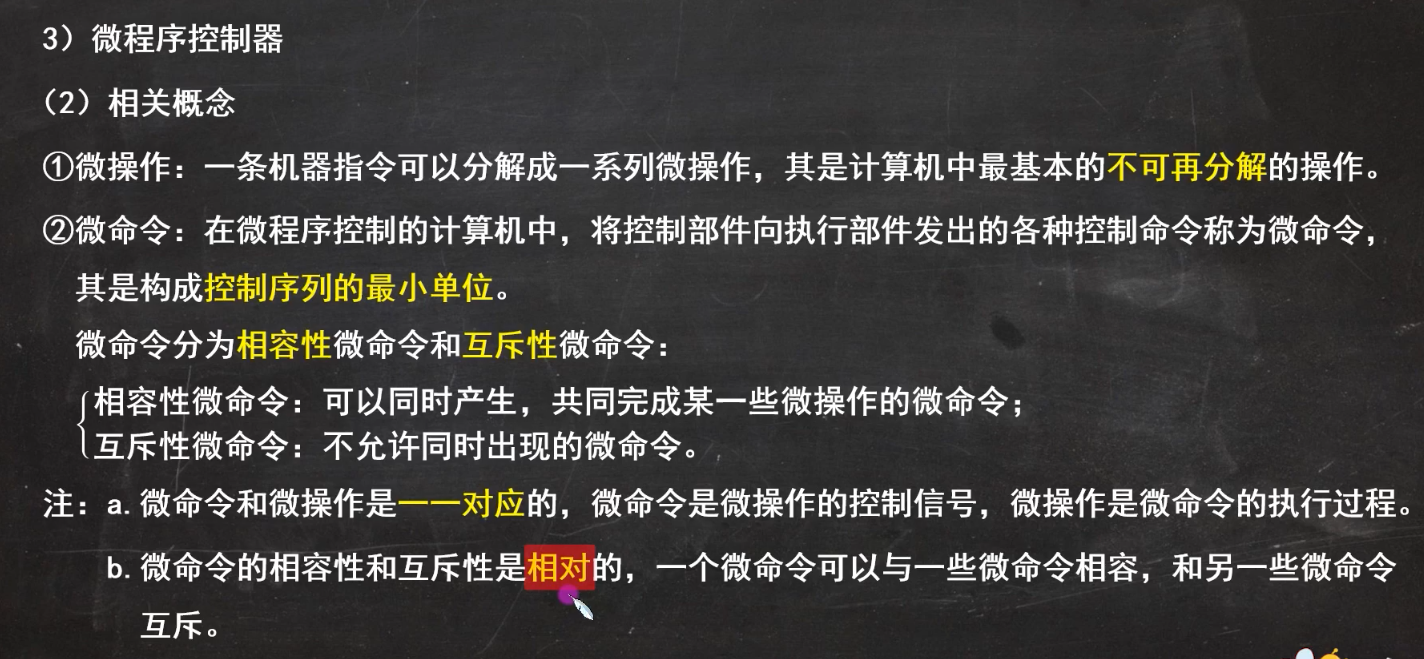 3）微程序控制器
（2）相关概念
①微操作：一条机器指令可以分解成一系列微操作，其是计算机中最基本的不可再分解的操作。
②微命令：在微程序控制的计算机中，将控制部件向执行部件发出的各种控制命令称为微命令，
其是构成控制序列的最小单位。
微命令分为相容性微命令和互斥性微命令：
相容性微命令：可以同时产生，共同完成某一些微操作的微命令；
互斥性微命令：不允许同时出现的微命令。
注：a. 微命令和微操作是一一对应的，微命令是微操作的控制信号，微操作是微命令的执行过程。
b. 微命令的相容性和互斥性是相对的，一个微命令可以与一些微命令相容，和另一些微命令
互斥。